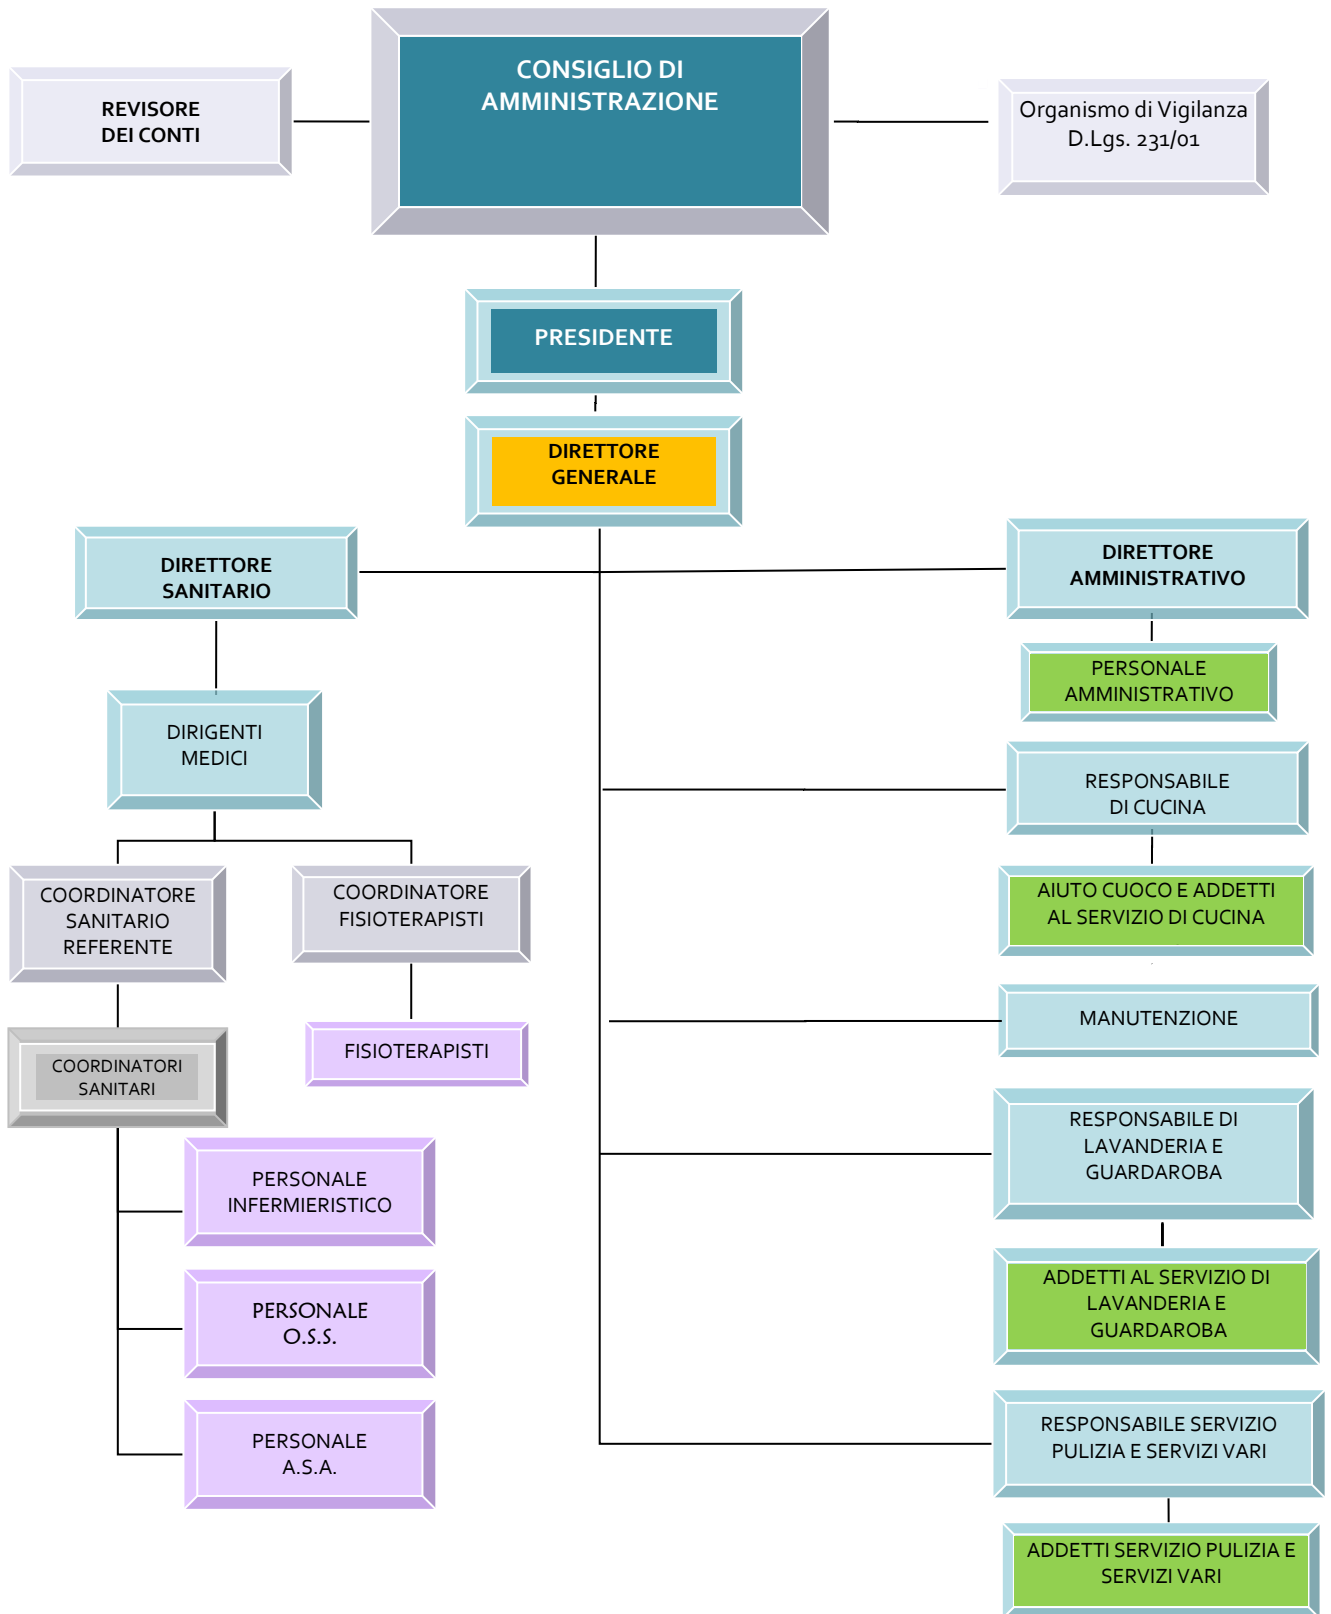 CONSIGLIO DI
AMMINISTRAZIONE
REVISORE
DEI CONTI
Organismo di Vigilanza
D.Lgs. 231/01
PRESIDENTE
DIRETTORE
GENERALE
DIRETTORE
SANITARIO
DIRETTORE
AMMINISTRATIVO
PERSONALE
AMMINISTRATIVO
DIRIGENTI
MEDICI
RESPONSABILE
DI CUCINA
COORDINATORE
SANITARIO
REFERENTE
COORDINATORE
FISIOTERAPISTI
AIUTO CUOCO E ADDETTI
AL SERVIZIO DI CUCINA
MANUTENZIONE
FISIOTERAPISTI
COORDINATORI
SANITARI
RESPONSABILE DI
LAVANDERIA E
GUARDAROBA
PERSONALE
INFERMIERISTICO
ADDETTI AL SERVIZIO DI
LAVANDERIA E
GUARDAROBA
PERSONALE
O.S.S.
RESPONSABILE SERVIZIO
PULIZIA E SERVIZI VARI
PERSONALE
A.S.A.
ADDETTI SERVIZIO PULIZIA E
SERVIZI VARI